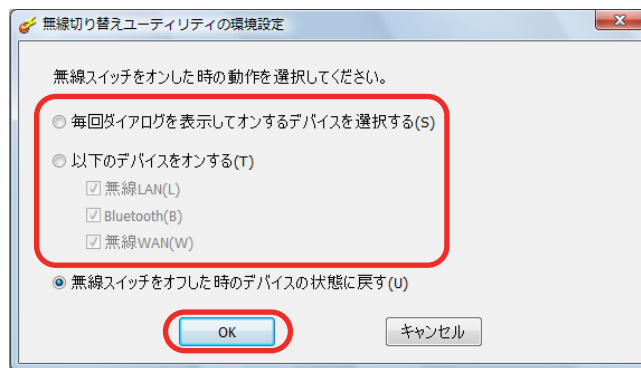 無線切り替えユーティリティの環境設定
無線スイッチをオンした時の動作を選択してください。
毎回ダイアログを表示してオンするデバイスを選択する(S)
以下のデバイスをオンする(T)
無線LAN(L)
Bluetooth(B)
無線WAN(W)
無線スイッチをオフした時のデバイスの状態に戻す(U)
OK キャンセル